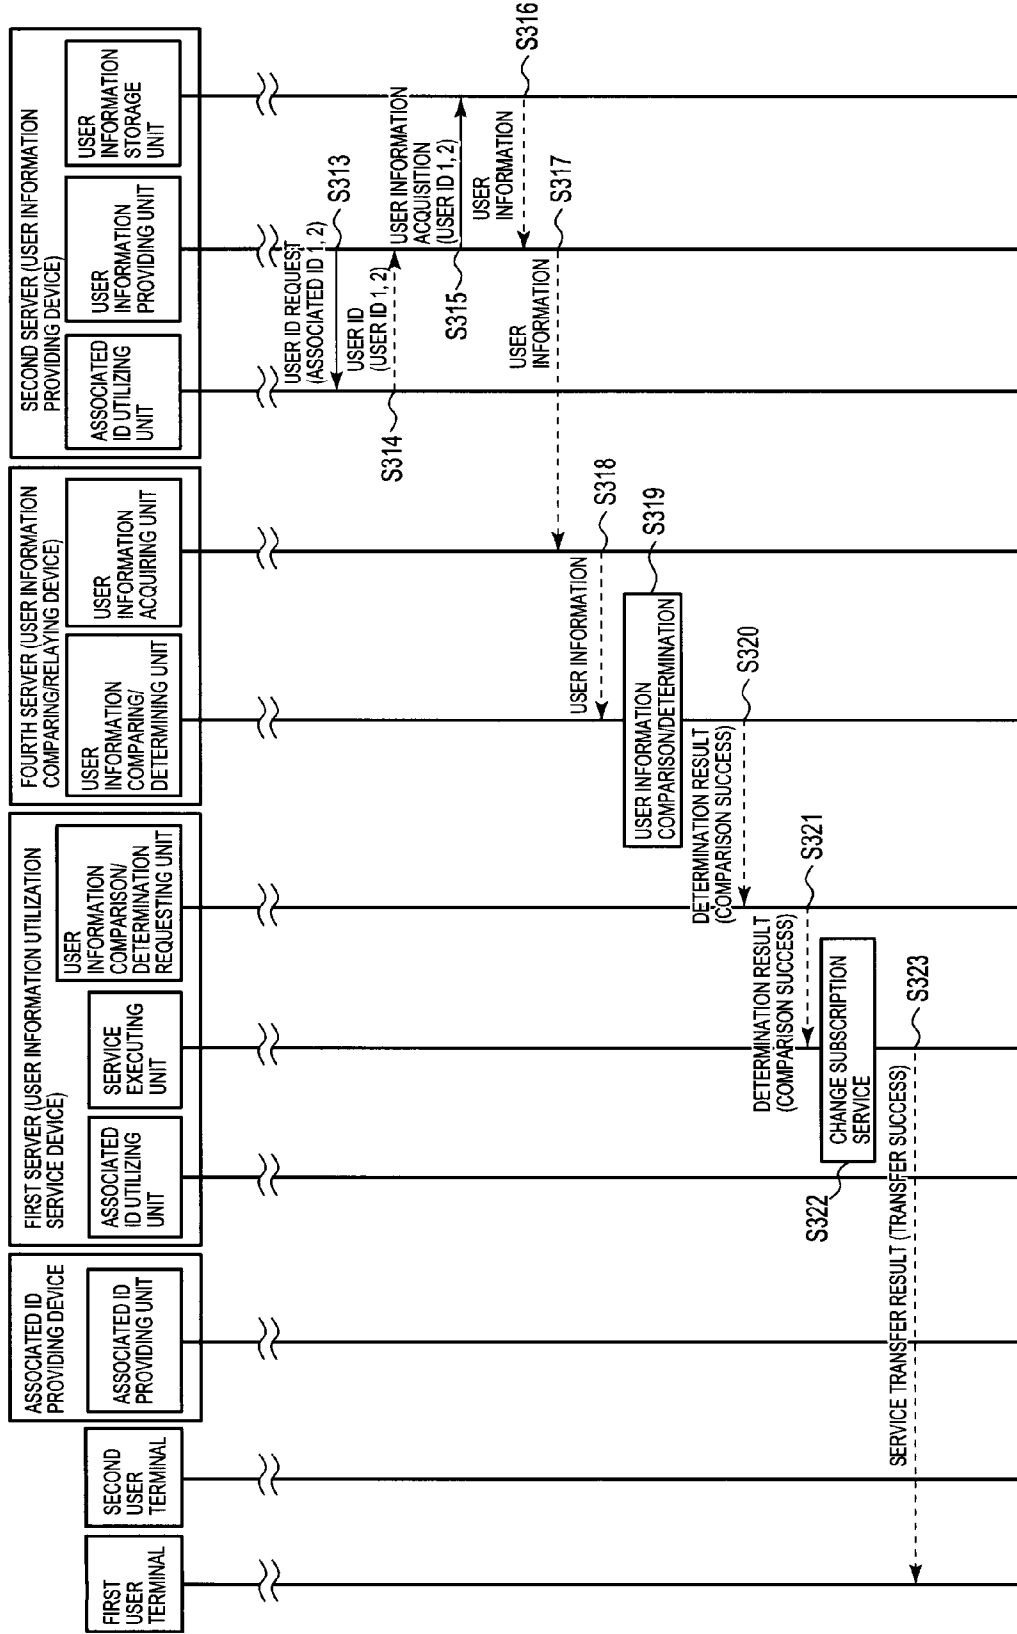 FIRST
USER
TERMINAL
SECOND
USER
TERMINAL
ASSOCIATED ID
PROVIDING DEVICE
ASSOCIATED ID
PROVIDING UNIT
FIRST SERVER (USER INFORMATION UTILIZATION
SERVICE DEVICE)
ASSOCIATED
ID UTILIZING
UNIT
SERVICE
EXECUTING
UNIT
USER
INFORMATION
COMPARISON/
DETERMINATION
REQUESTING UNIT
FOURTH SERVER (USER INFORMATION
COMPARING/RELAYING DEVICE)
USER
INFORMATION
COMPARING/
DETERMINING UNIT
USER
INFORMATION
ACQUIRING UNIT
SECOND SERVER (USER INFORMATION
PROVIDING DEVICE)
ASSOCIATED
ID UTILIZING
UNIT
USER
INFORMATION
PROVIDING UNIT
USER
INFORMATION
STORAGE
UNIT
USER ID REQUEST
(ASSOCIATED ID 1, 2)
S313
USER ID
(USER ID 1, 2)
S314
USER INFORMATION
ACQUISITION
(USER ID 1, 2)
S315
USER
INFORMATION
S316
USER
INFORMATION
S317
USER INFORMATION
S318
USER INFORMATION
COMPARISON/DETERMINATION
S319
DETERMINATION RESULT
(COMPARISON SUCCESS)
S320
DETERMINATION RESULT
(COMPARISON SUCCESS)
S321
CHANGE SUBSCRIPTION
SERVICE
S322
SERVICE TRANSFER RESULT (TRANSFER SUCCESS)
S323